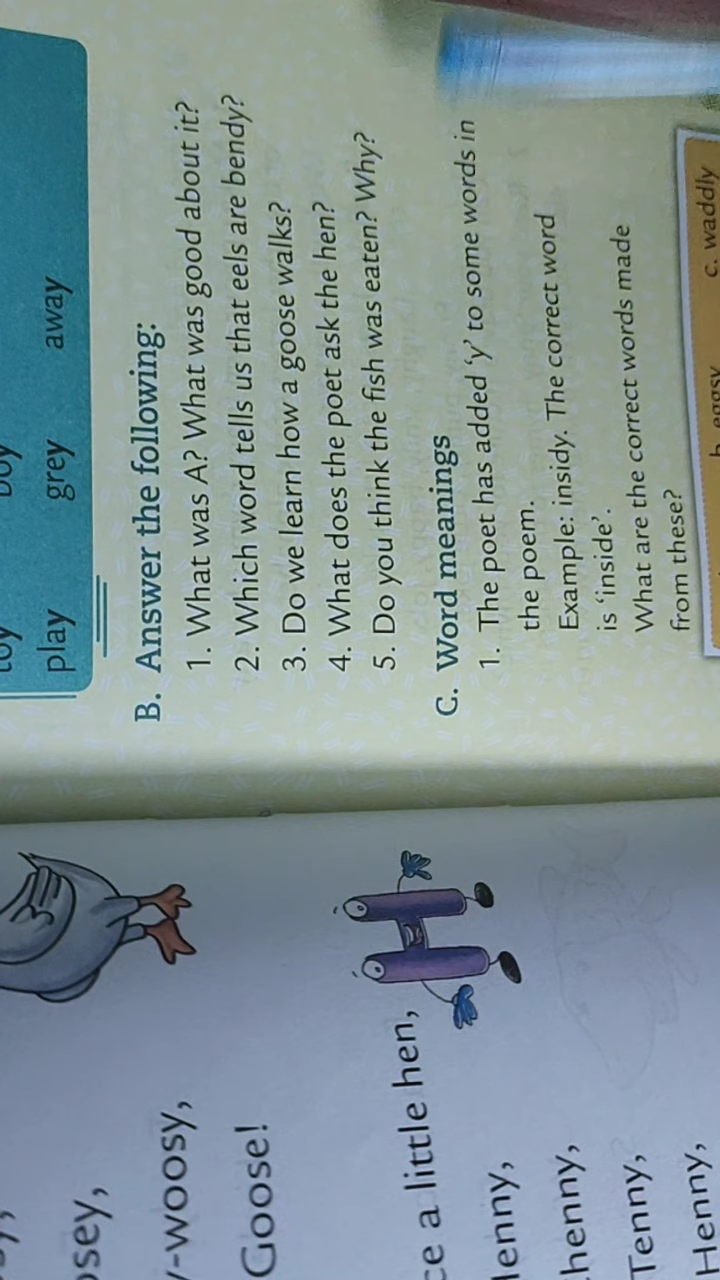 play grey away
B. Answer the following:
1. What was A? What was good about it?
2. Which word tells us that eels are bendy?
3. Do we learn how a goose walks?
4. What does the poet ask the hen?
5. Do you think the fish was eaten? Why?
C. Word meanings
1. The poet has added ‘y’ to some words in
the poem.
Example: insidy. The correct word
is ‘inside’.
What are the correct words made
from these?
c. waddly
-woosy,
Goose!
a little hen,
Tenny,
Henny,